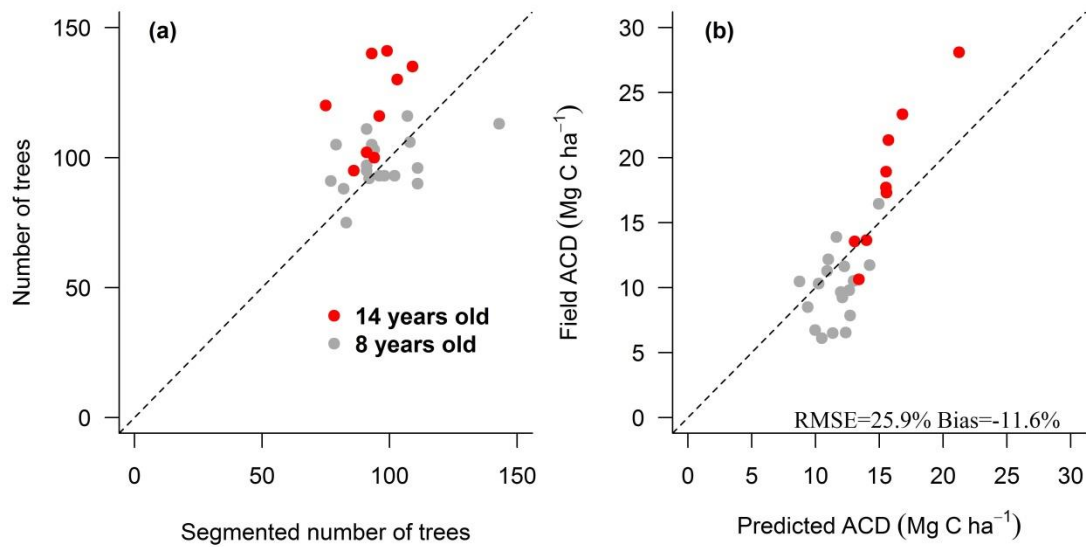 (a)
150
100
50
0
Number of trees
14 years old
8 years old
0 50 100 150
Segmented number of trees
(b)
30
25
20
15
10
5
0
Field ACD (Mg C ha⁻¹)
RMSE=25.9% Bias=-11.6%
0 5 10 15 20 25 30
Predicted ACD (Mg C ha⁻¹)